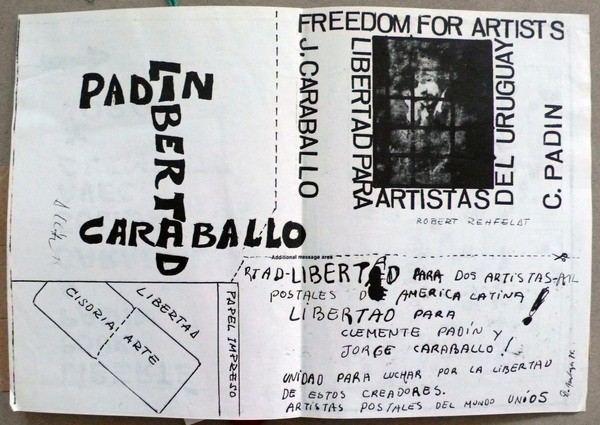 PADIN
LIBERTAD
CARABALLO
FREEDOM FOR ARTISTS
J. CARABALLO
LIBERTAD PARA
ARTISTAS
DEL URUGUAY
C. PADIN
ROBERT REHFELDT
LIBERTAD
CISORIA ARTE
PAPEL IMPRESO
Additional message area
RTAD-LIBERTAD PARA DOS ARTISTAS
POSTALES DE AMERICA LATINA!
LIBERTAD PARA
CLEMENTE PADÍN Y
JORGE CARABALLO!
UNIDAD PARA LUCHAR POR LA LIBERTAD
DE ESTOS CREADORES.
ARTISTAS POSTALES DEL MUNDO UNIOS